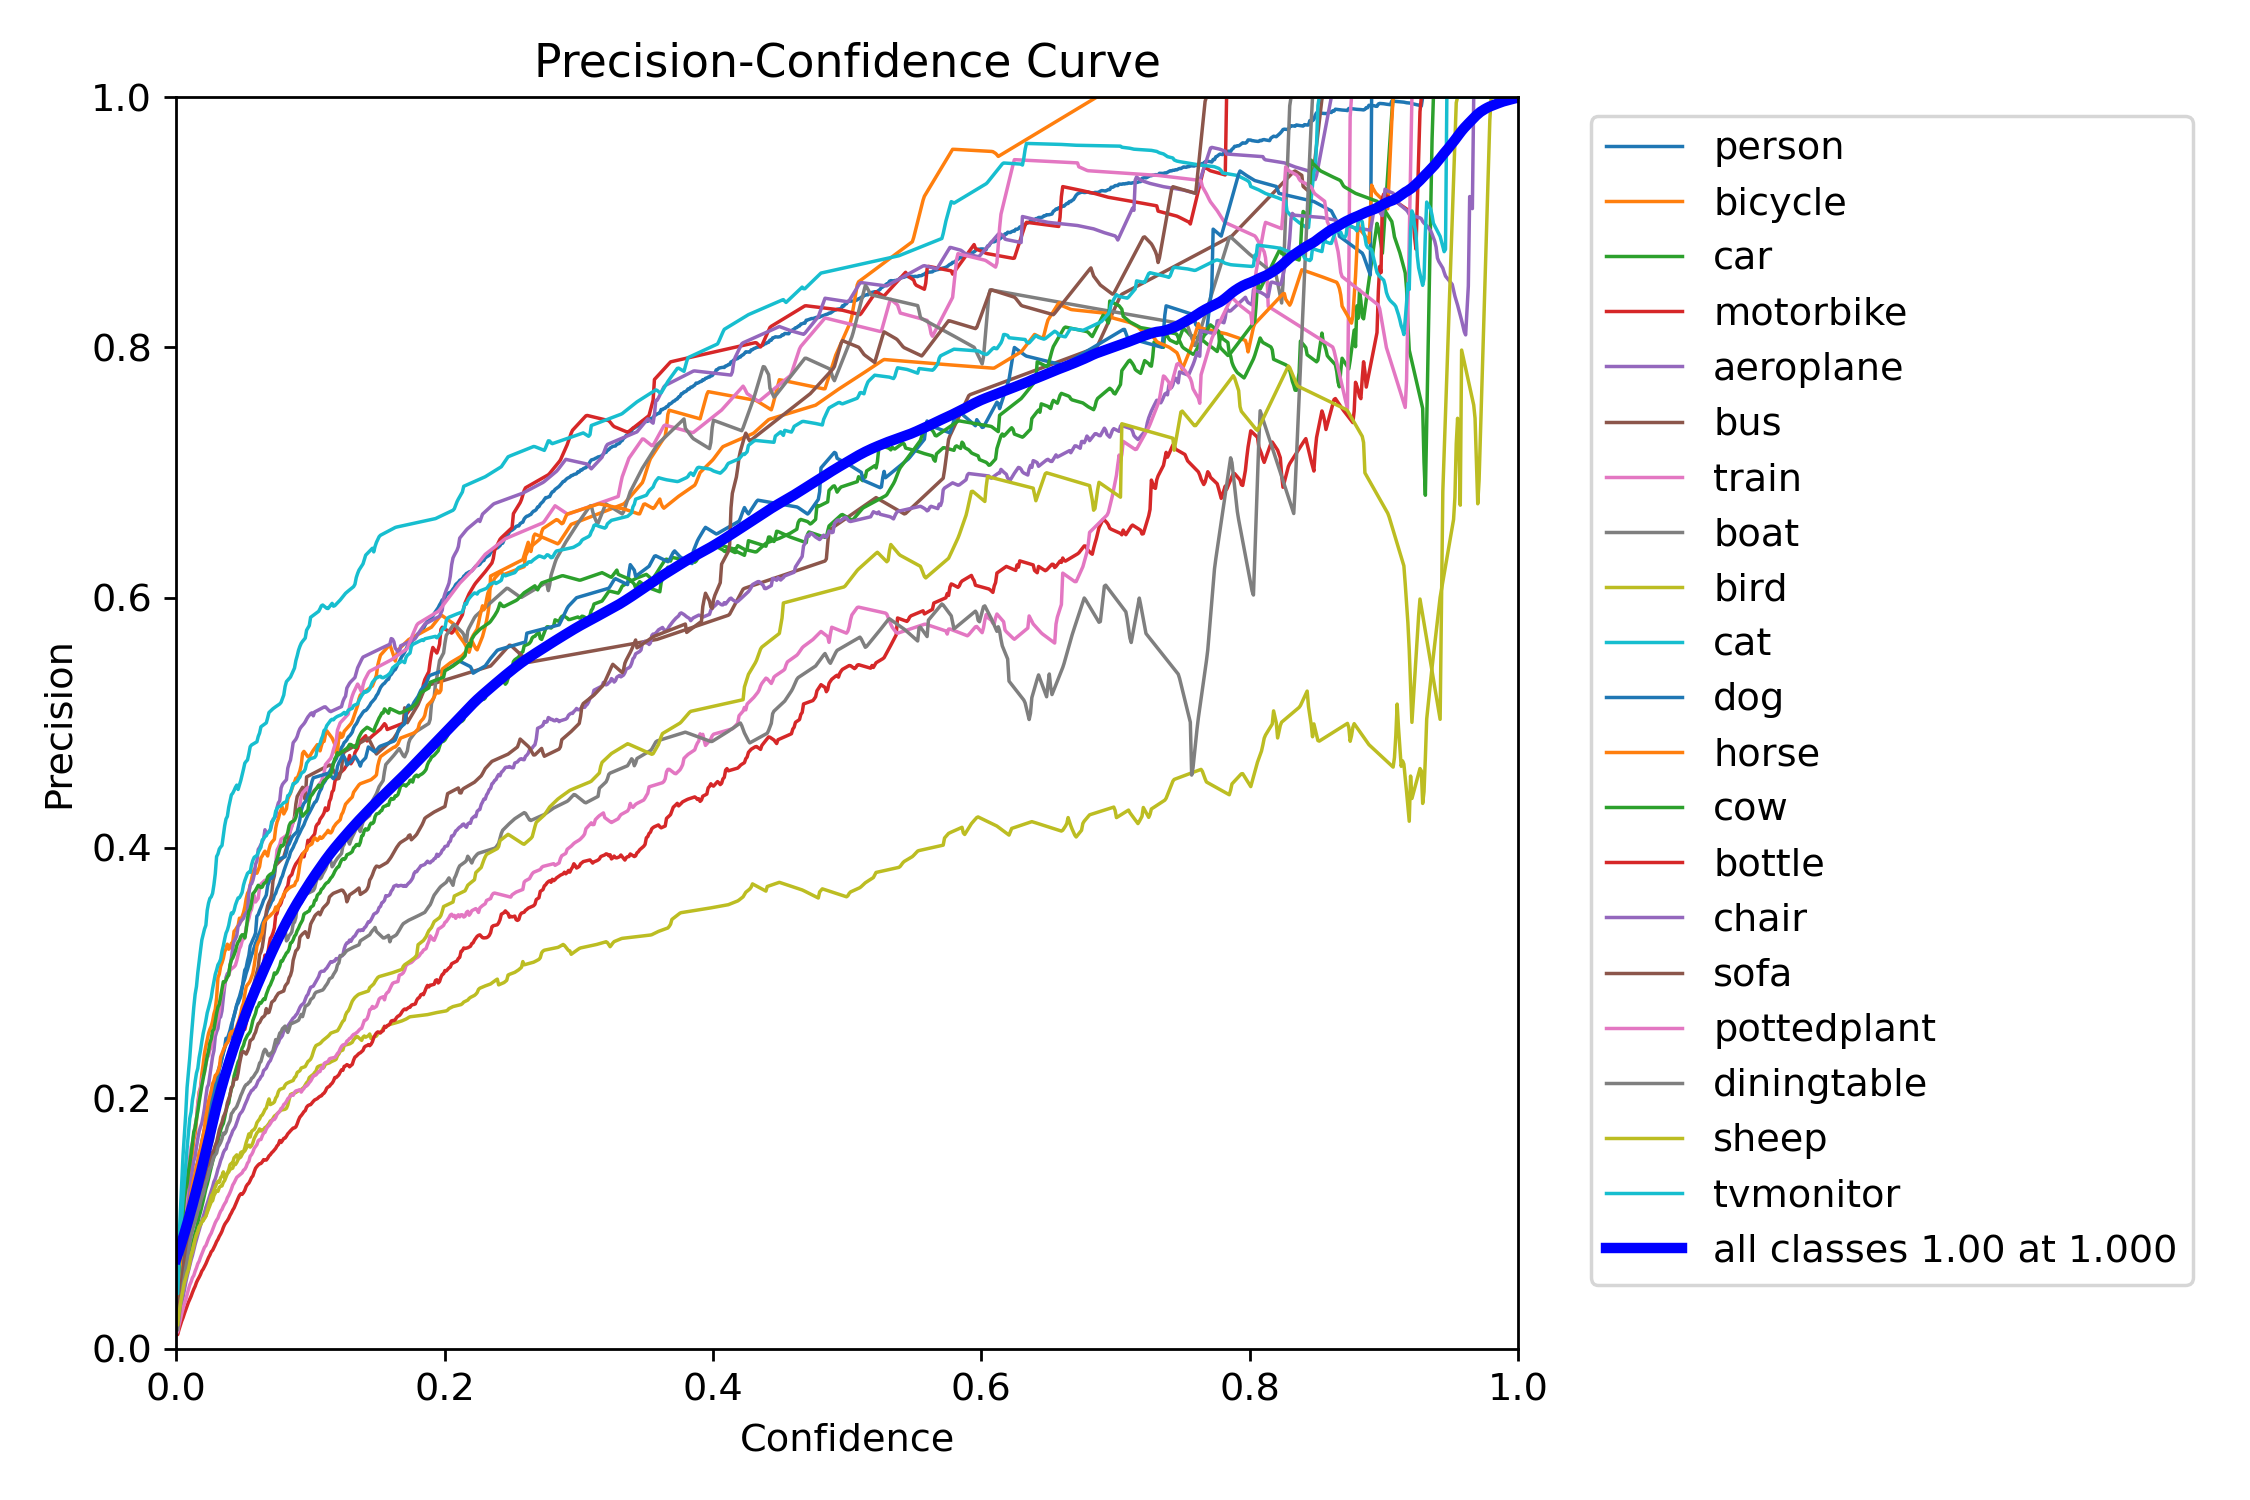 Precision-Confidence Curve
1.0
0.8
0.6
0.4
0.2
0.0
Precision
0.0 0.2 0.4 0.6 0.8 1.0
Confidence
person
bicycle
car
motorbike
aeroplane
bus
train
boat
bird
cat
dog
horse
cow
bottle
chair
sofa
pottedplant
diningtable
sheep
tvmonitor
all classes 1.00 at 1.000